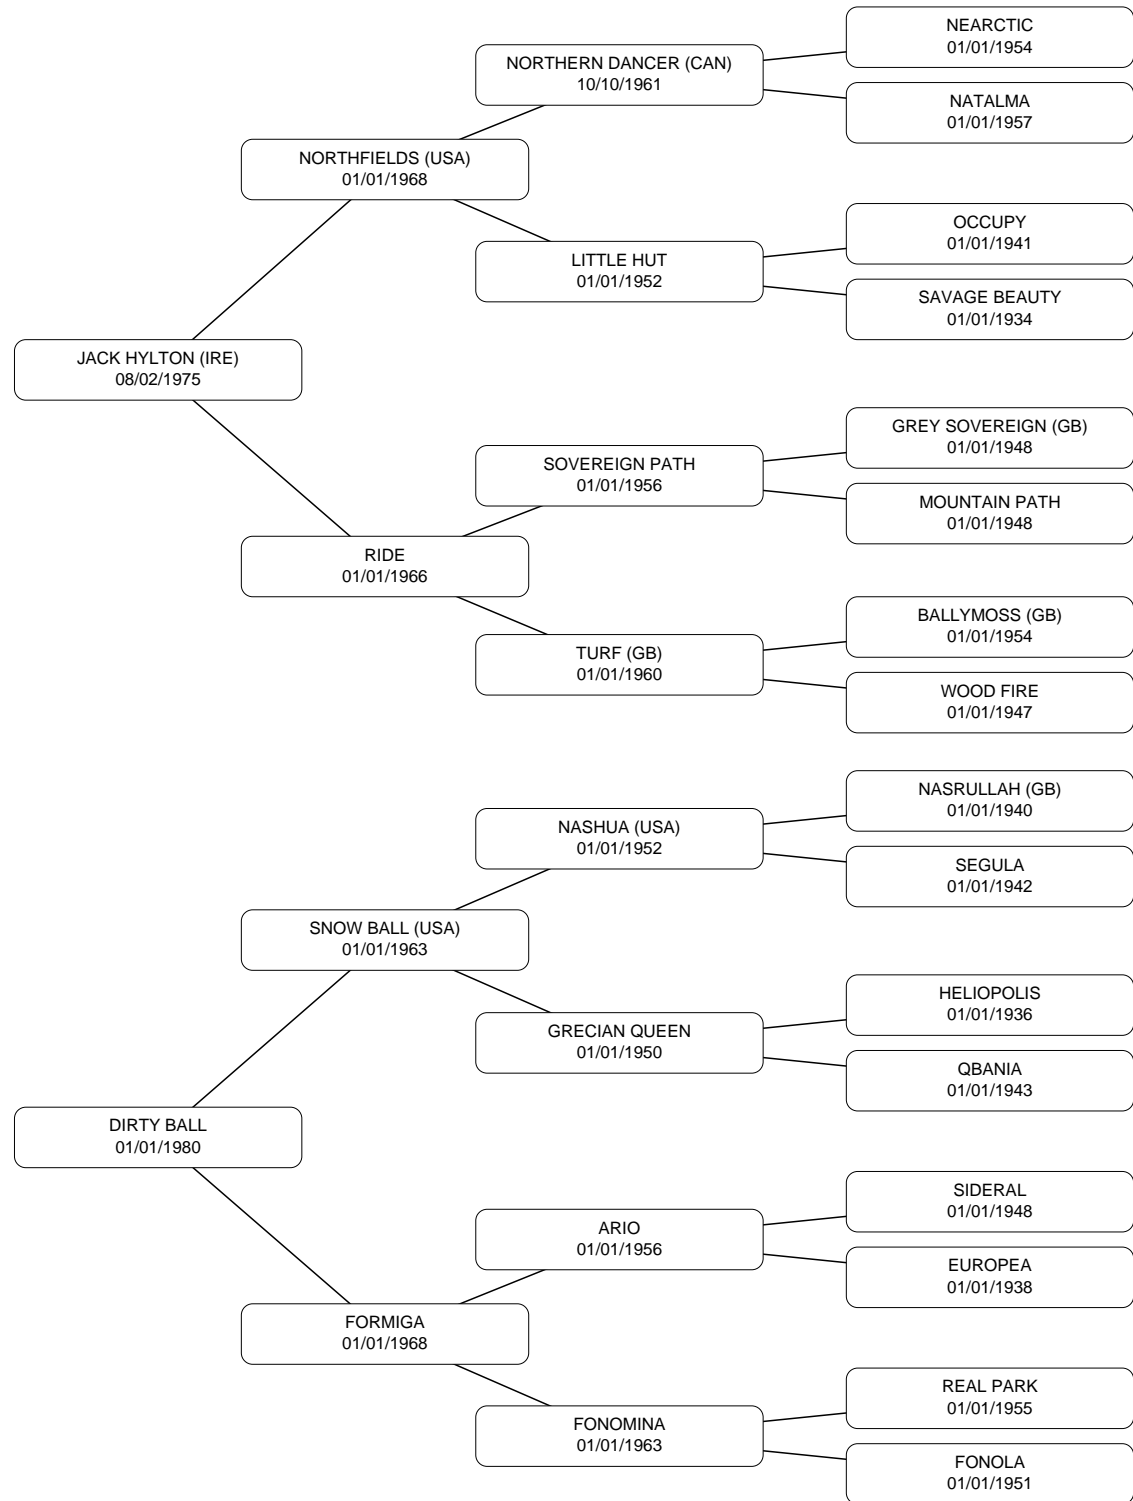 NEARCTIC
01/01/1954
NORTHERN DANCER (CAN)
10/10/1961
NATALMA
01/01/1957
NORTHFIELDS (USA)
01/01/1968
OCCUPY
01/01/1941
LITTLE HUT
01/01/1952
SAVAGE BEAUTY
01/01/1934
JACK HYLTON (IRE)
08/02/1975
GREY SOVEREIGN (GB)
01/01/1948
SOVEREIGN PATH
01/01/1956
MOUNTAIN PATH
01/01/1948
RIDE
01/01/1966
BALLYMOSS (GB)
01/01/1954
TURF (GB)
01/01/1960
WOOD FIRE
01/01/1947
NASRULLAH (GB)
01/01/1940
NASHUA (USA)
01/01/1952
SEGULA
01/01/1942
SNOW BALL (USA)
01/01/1963
HELIOPOLIS
01/01/1936
GRECIAN QUEEN
01/01/1950
QBANIA
01/01/1943
DIRTY BALL
01/01/1980
SIDERAL
01/01/1948
ARIO
01/01/1956
EUROPEA
01/01/1938
FORMIGA
01/01/1968
REAL PARK
01/01/1955
FONOMINA
01/01/1963
FONOLA
01/01/1951